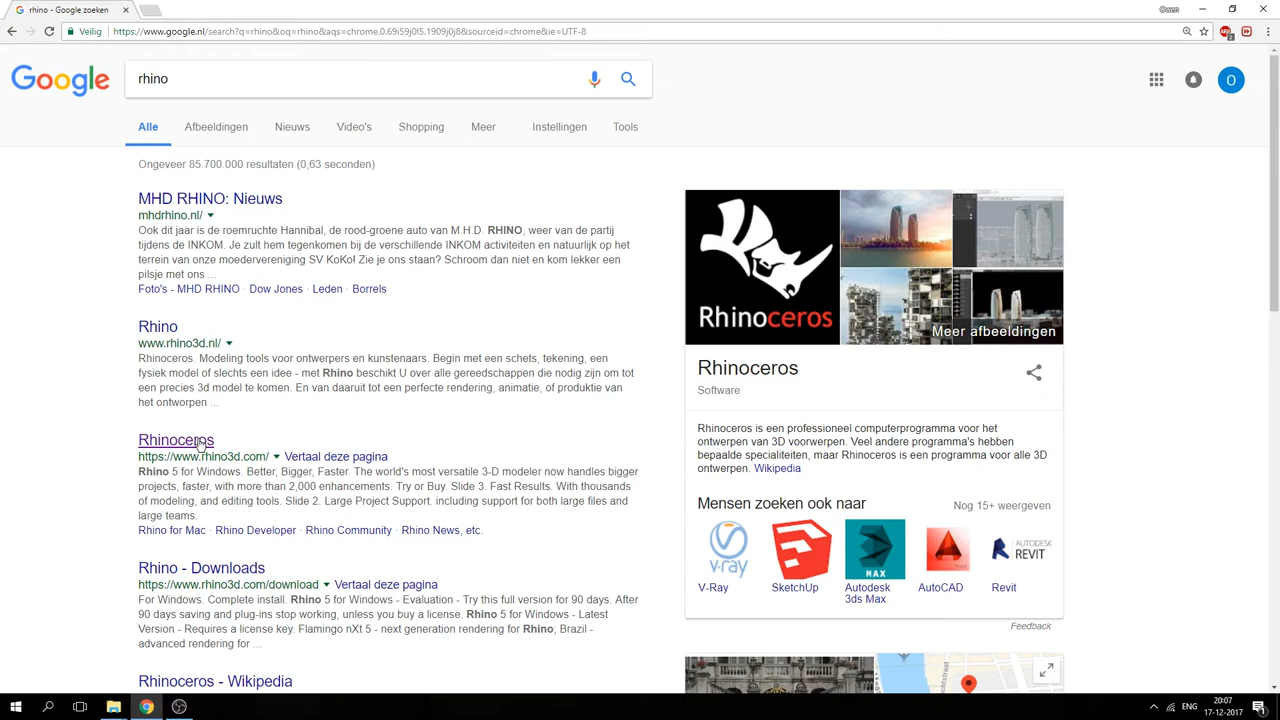 rhino - Google zoeken
Owen
Veilig
https://www.google.nl/search?q=rhino&oq=rhino&aqs=chrome.0.69i59j0l5.1909j0j8&sourceid=chrome&ie=UTF-8
Google
rhino
O
Alle Afbeeldingen Nieuws Video's Shopping Meer Instellingen Tools
Ongeveer 85.700.000 resultaten (0,63 seconden)
MHD RHINO: Nieuws
mhdrhino.nl/
Ook dit jaar is de roemruchte Hannibal, de rood-groene auto van M.H.D. RHINO, weer van de partij
tijdens de INKOM. Je zult hem tegenkomen bij de verschillende INKOM activiteiten en natuurlijk op het
terrein van onze moedervereniging SV KoKo! Zie je ons staan? Schroom dan niet en kom lekker een
pilsje met ons ...
Foto's - MHD RHINO · Dow Jones · Leden · Borrels
Rhino
www.rhino3d.nl/
Rhinoceros. Modeling tools voor ontwerpers en kunstenaars. Begin met een schets, tekening, een
fysiek model of slechts een idee - met Rhino beschikt U over alle gereedschappen die nodig zijn om tot
een precies 3d model te komen. En van daaruit tot een perfecte rendering, animatie, of produktie van
het ontworpen ...
Rhinoceros
https://www.rhino3d.com/ Vertaal deze pagina
Rhino 5 for Windows. Better, Bigger, Faster. The world's most versatile 3-D modeler now handles bigger
projects, faster, with more than 2,000 enhancements. Try or Buy. Slide 3. Fast Results. With thousands
of modeling, and editing tools. Slide 2. Large Project Support. including support for both large files and
large teams.
Rhino for Mac · Rhino Developer · Rhino Community · Rhino News, etc.
Rhino - Downloads
https://www.rhino3d.com/download Vertaal deze pagina
For Windows. Complete install. Rhino 5 for Windows - Evaluation - Try this full version for 90 days. After
90 days saving and plug-ins stop working, unless you buy a license. Rhino 5 for Windows - Latest
Version - Requires a license key. Flamingo nXt 5 - next generation rendering for Rhino; Brazil -
advanced rendering for ...
Rhinoceros - Wikipedia
Rhinoceros
Meer afbeeldingen
Rhinoceros
Software
Rhinoceros is een professioneel computerprogramma voor het
ontwerpen van 3D voorwerpen. Veel andere programma's hebben
bepaalde specialiteiten, maar Rhinoceros is een programma voor alle 3D
ontwerpen. Wikipedia
Mensen zoeken ook naar
Nog 15+ weergeven
v·ray
MAX
AUTODESK
REVIT
V-Ray SketchUp Autodesk 3ds Max AutoCAD Revit
Feedback
ENG
20:07
17-12-2017